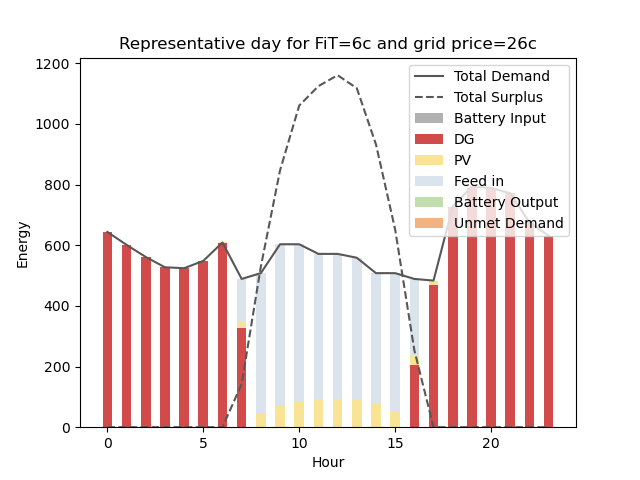 Representative day for FiT=6c and grid price=26c
1200
1000
800
600
400
200
0
Energy
0
5
10
15
20
Hour
Total Demand
Total Surplus
Battery Input
DG
PV
Feed in
Battery Output
Unmet Demand